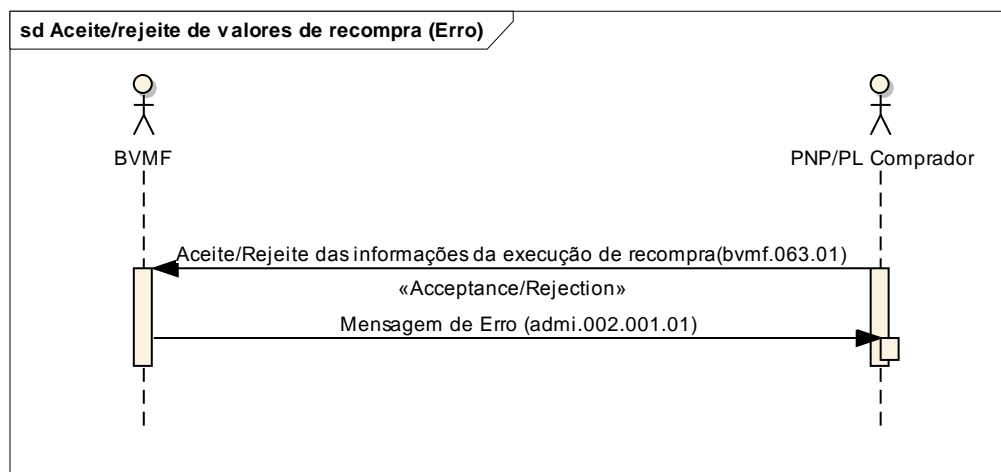 sd Aceite/rejeite de valores de recompra (Erro)
BVMF
PNP/PL Comprador
Aceite/Rejeite das informações da execução de recompra(bvmf.063.01)
«Acceptance/Rejection»
Mensagem de Erro (admi.002.001.01)